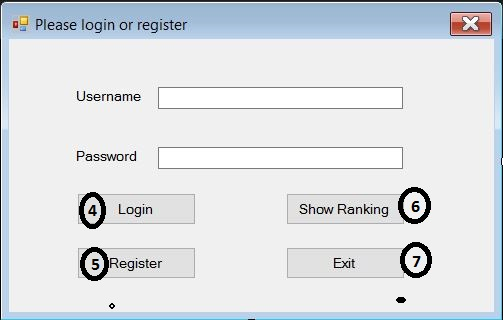 Please login or register
Username
Password
4 Login
Show Ranking 6
5 Register
Exit 7